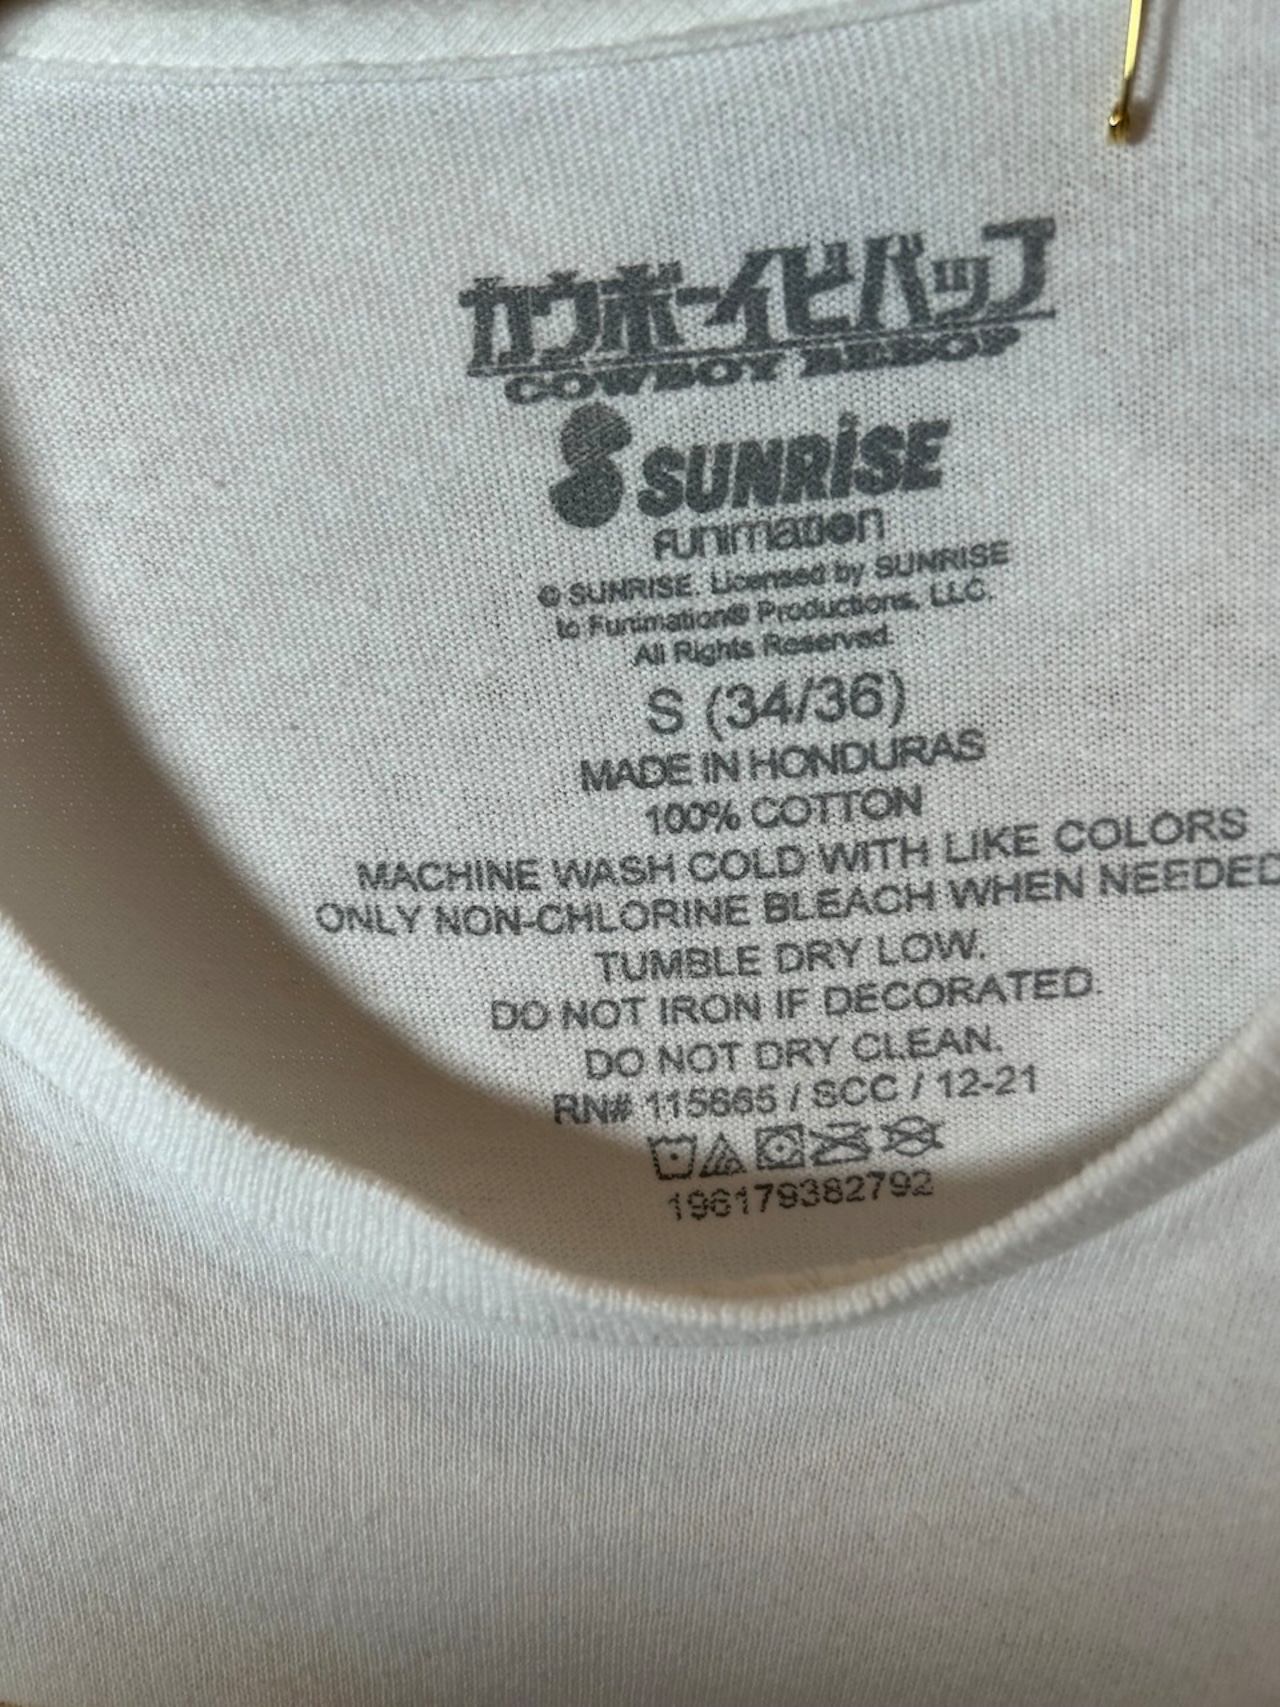 カウボーイビバップ
COWBOY BEBOP
SUNRiSE
Funimation
© SUNRISE. Licensed by SUNRISE
to Funimation® Productions, LLC.
All Rights Reserved.
S (34/36)
MADE IN HONDURAS
100% COTTON
MACHINE WASH COLD WITH LIKE COLORS
ONLY NON-CHLORINE BLEACH WHEN NEEDED
TUMBLE DRY LOW.
DO NOT IRON IF DECORATED.
DO NOT DRY CLEAN.
RN# 115665 / SCC / 12-21
196179382792